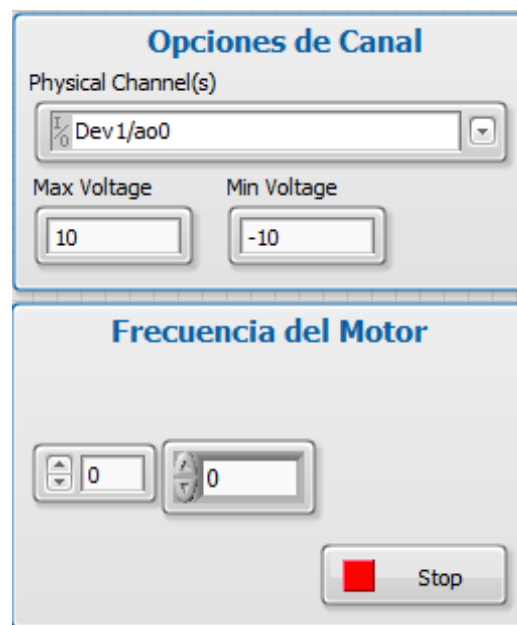 Opciones de Canal
Physical Channel(s)
I/O Dev1/ao0
Max Voltage Min Voltage
10 -10
Frecuencia del Motor
0 0
Stop